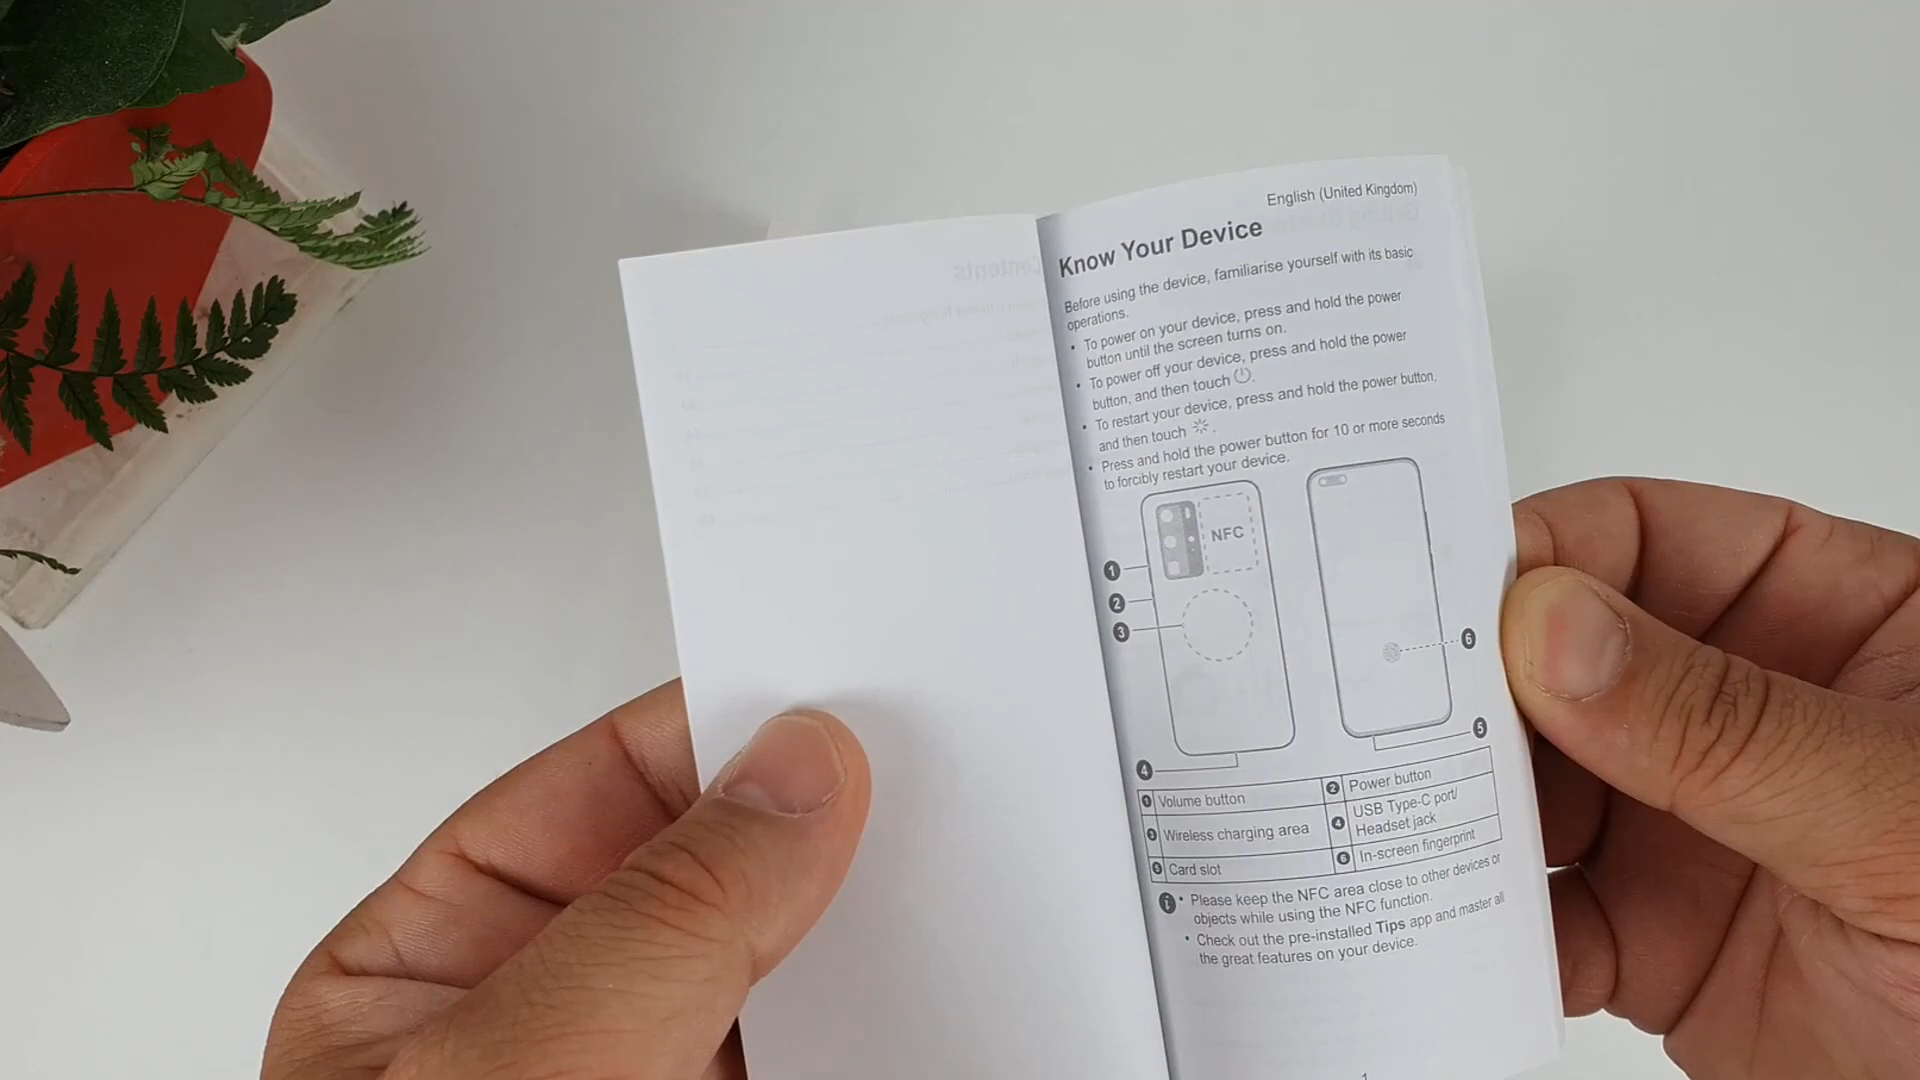 English (United Kingdom)
Know Your Device
Before using the device, familiarise yourself with its basic
operations.
• To power on your device, press and hold the power
button until the screen turns on.
• To power off your device, press and hold the power
button, and then touch .
• To restart your device, press and hold the power button,
and then touch .
• Press and hold the power button for 10 or more seconds
to forcibly restart your device.
NFC
1
2
3
6
5
4
1 Volume button 2 Power button
3 Wireless charging area 4 USB Type-C port/
Headset jack
5 Card slot 6 In-screen fingerprint
i • Please keep the NFC area close to other devices or
objects while using the NFC function.
• Check out the pre-installed Tips app and master all
the great features on your device.